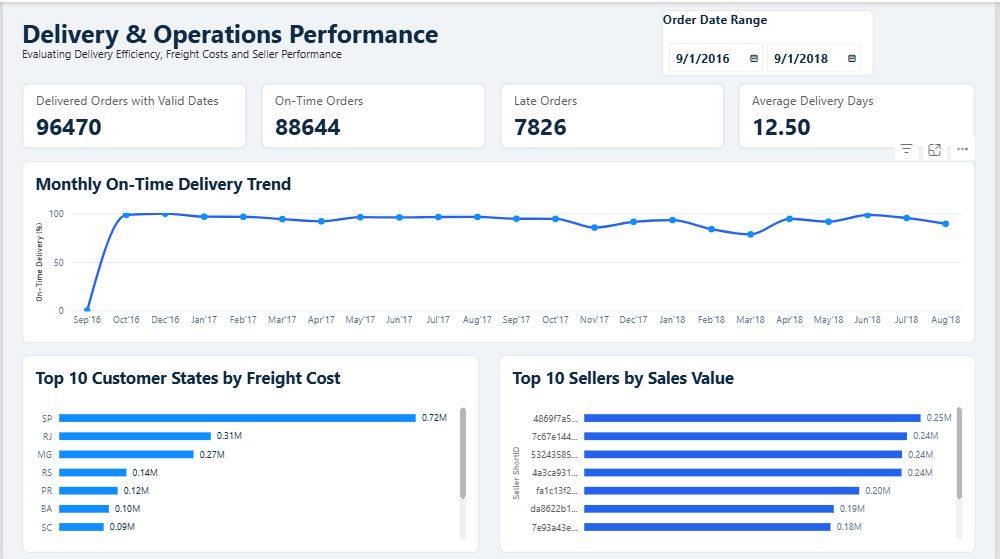 Delivery & Operations Performance
Evaluating Delivery Efficiency, Freight Costs and Seller Performance
Order Date Range
9/1/2016 9/1/2018
Delivered Orders with Valid Dates
96470
On-Time Orders
88644
Late Orders
7826
Average Delivery Days
12.50
Monthly On-Time Delivery Trend
On-Time Delivery (%)
100
50
0
Sep'16 Oct'16 Dec'16 Jan'17 Feb'17 Mar'17 Apr'17 May'17 Jun'17 Jul'17 Aug'17 Sep'17 Oct'17 Nov'17 Dec'17 Jan'18 Feb'18 Mar'18 Apr'18 May'18 Jun'18 Jul'18 Aug'18
Top 10 Customer States by Freight Cost
SP 0.72M
RJ 0.31M
MG 0.27M
RS 0.14M
PR 0.12M
BA 0.10M
SC 0.09M
Top 10 Sellers by Sales Value
Seller ShortID
4869f7a5... 0.25M
7c67e144... 0.24M
53243585... 0.24M
4a3ca931... 0.24M
fa1c13f2... 0.20M
da8622b1... 0.19M
7e93a43e... 0.18M